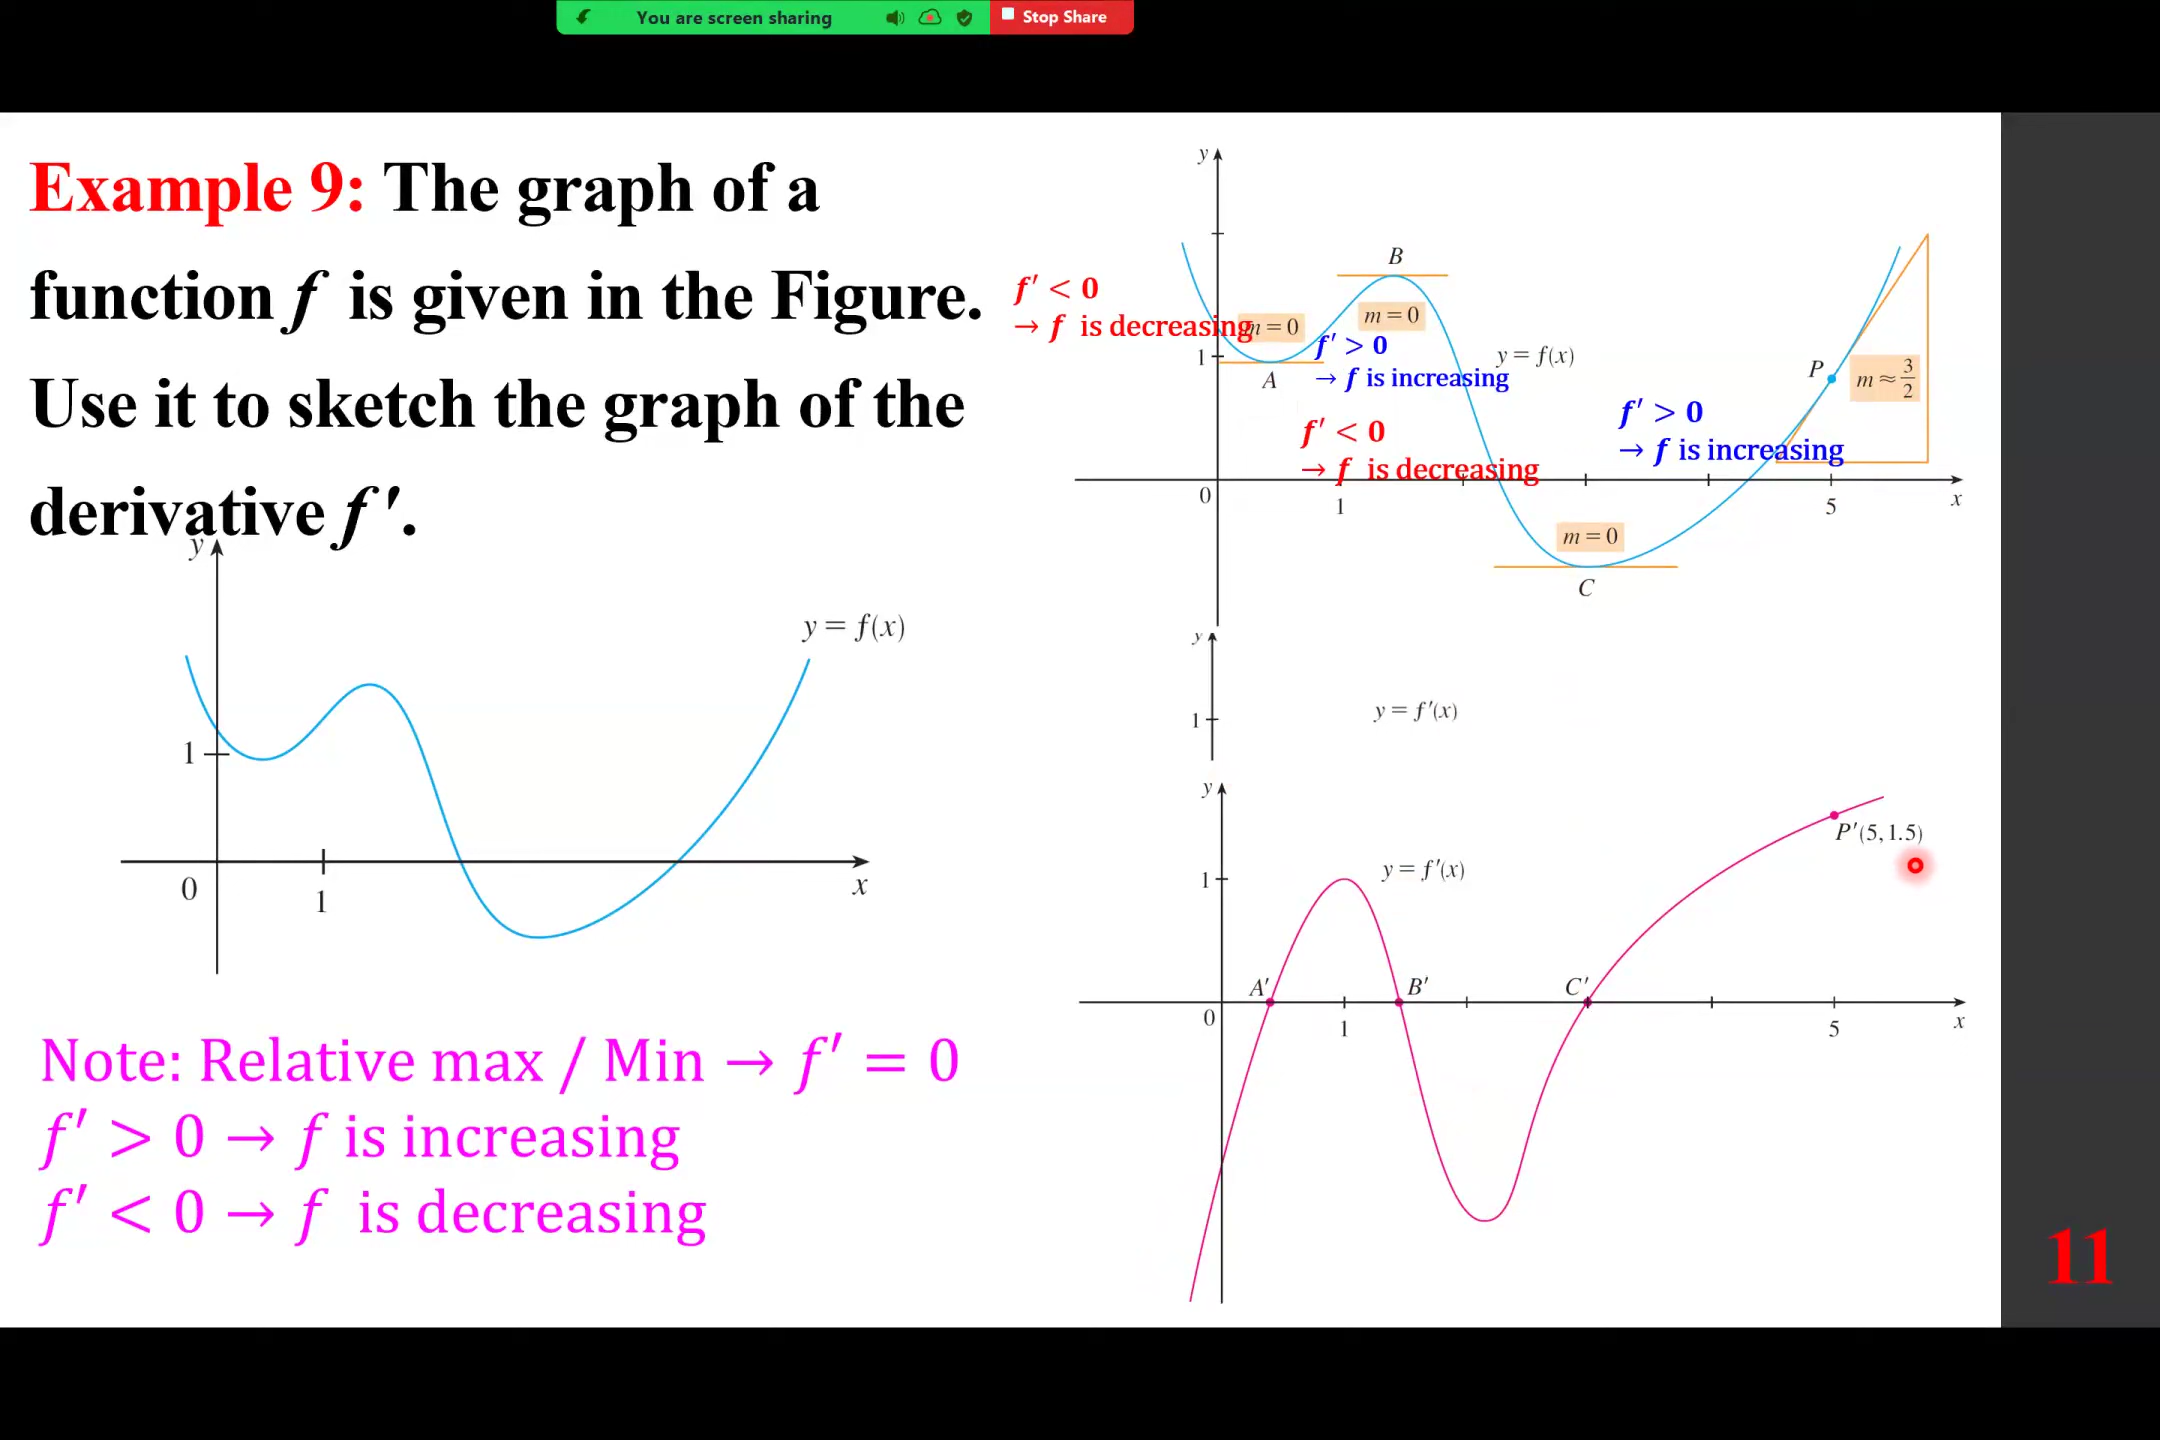 You are screen sharing
Stop Share
Example 9: The graph of a
function f is given in the Figure.
Use it to sketch the graph of the
derivative f'.
y
y = f(x)
1
0
1
x
Note: Relative max / Min → f′ = 0
f′ > 0 → f is increasing
f′ < 0 → f is decreasing
y
B
f′ < 0
→ f is decreasing
m = 0
m = 0
f′ > 0
→ f is increasing
y = f(x)
1
A
P
m ≈ 3/2
f′ < 0
→ f is decreasing
f′ > 0
→ f is increasing
0
1
5
x
m = 0
C
y
1
y = f′(x)
y
P′(5, 1.5)
1
y = f′(x)
A′
B′
C′
0
1
5
x
11